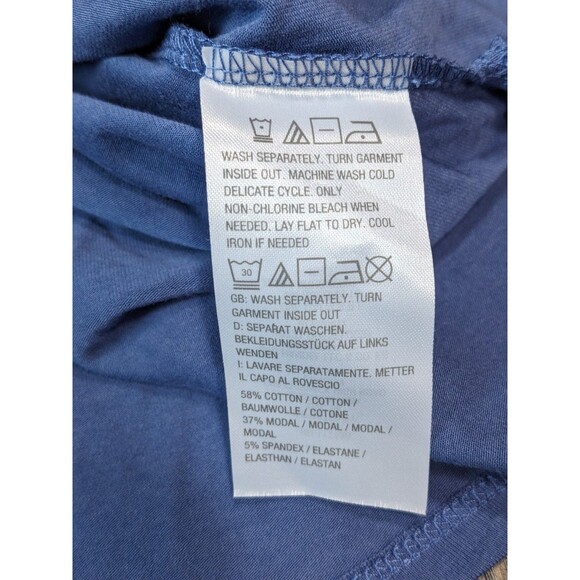 WASH SEPARATELY. TURN GARMENT
INSIDE OUT. MACHINE WASH COLD
DELICATE CYCLE. ONLY
NON-CHLORINE BLEACH WHEN
NEEDED. LAY FLAT TO DRY. COOL
IRON IF NEEDED
30
GB: WASH SEPARATELY. TURN
GARMENT INSIDE OUT
D: SEPARAT WASCHEN.
BEKLEIDUNGSSTÜCK AUF LINKS
WENDEN
I: LAVARE SEPARATAMENTE. METTER
IL CAPO AL ROVESCIO
58% COTTON / COTTON /
BAUMWOLLE / COTONE
37% MODAL / MODAL / MODAL /
MODAL
5% SPANDEX / ELASTANE /
ELASTHAN / ELASTAN